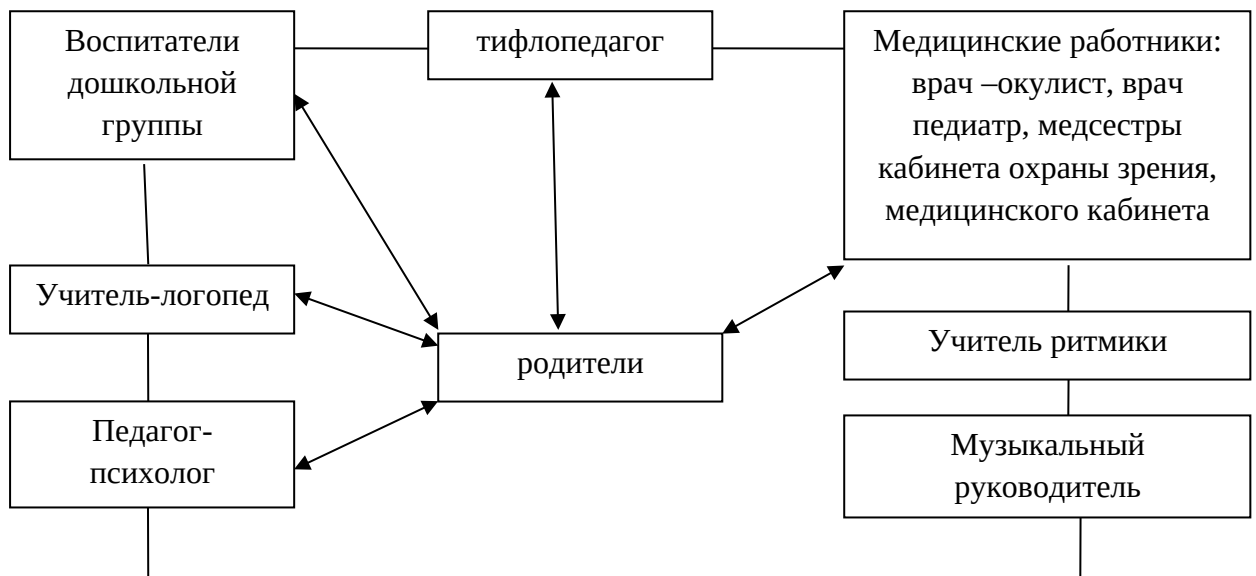 Воспитатели
дошкольной
группы
тифлопедагог
Медицинские работники:
врач –окулист, врач
педиатр, медсестры
кабинета охраны зрения,
медицинского кабинета
Учитель-логопед
родители
Учитель ритмики
Педагог-
психолог
Музыкальный
руководитель